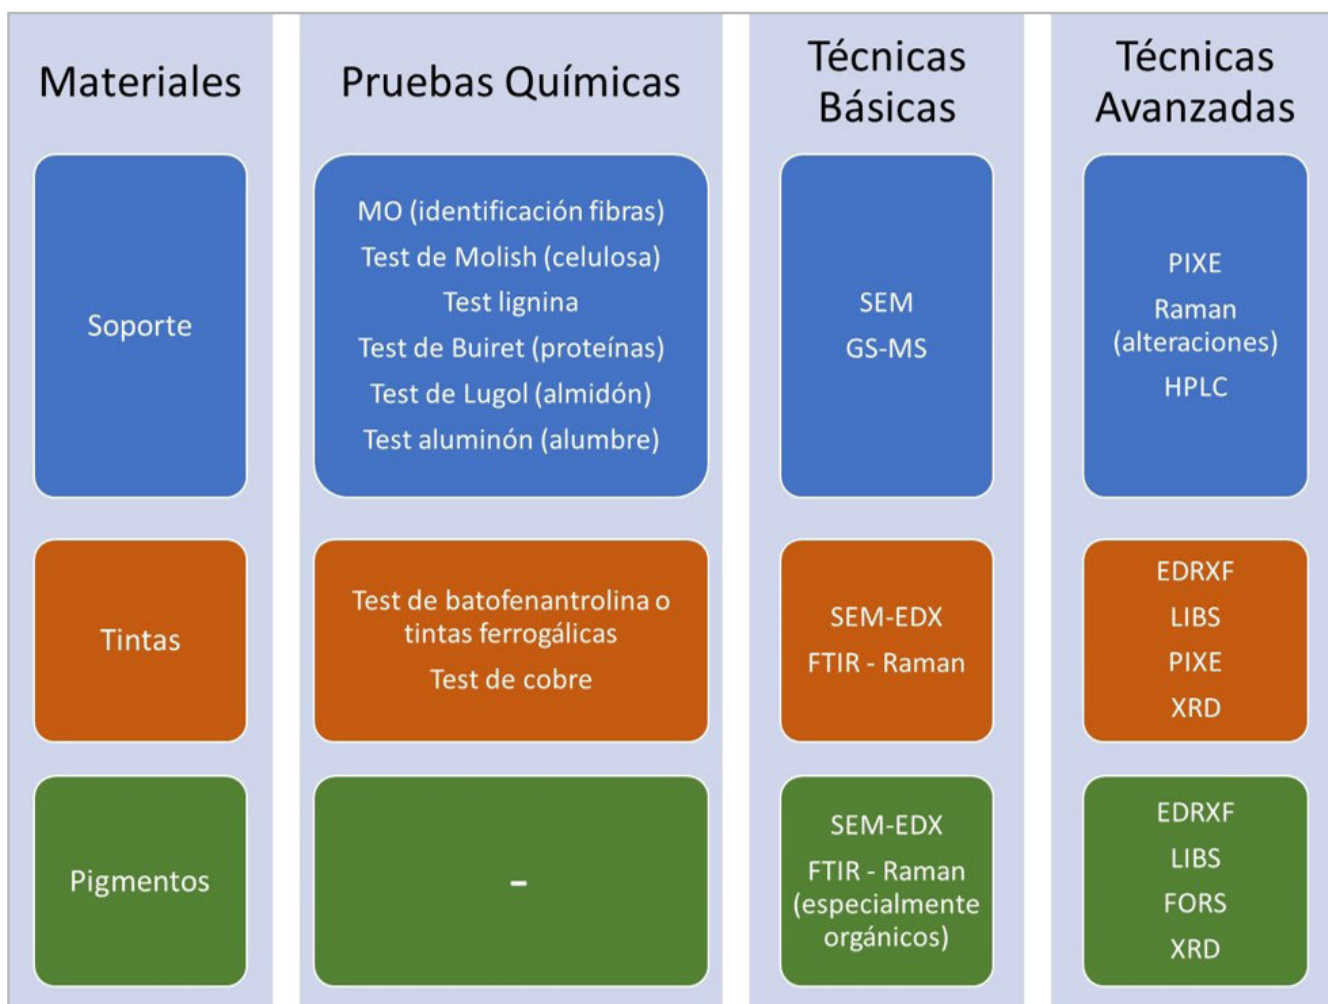 Materiales
Pruebas Químicas
Técnicas
Básicas
Técnicas
Avanzadas
Soporte
MO (identificación fibras)
Test de Molish (celulosa)
Test lignina
Test de Buiret (proteínas)
Test de Lugol (almidón)
Test aluminón (alumbre)
SEM
GS-MS
PIXE
Raman
(alteraciones)
HPLC
Tintas
Test de batofenantrolina o
tintas ferrogálicas
Test de cobre
SEM-EDX
FTIR - Raman
EDRXF
LIBS
PIXE
XRD
Pigmentos
-
SEM-EDX
FTIR - Raman
(especialmente
orgánicos)
EDRXF
LIBS
FORS
XRD